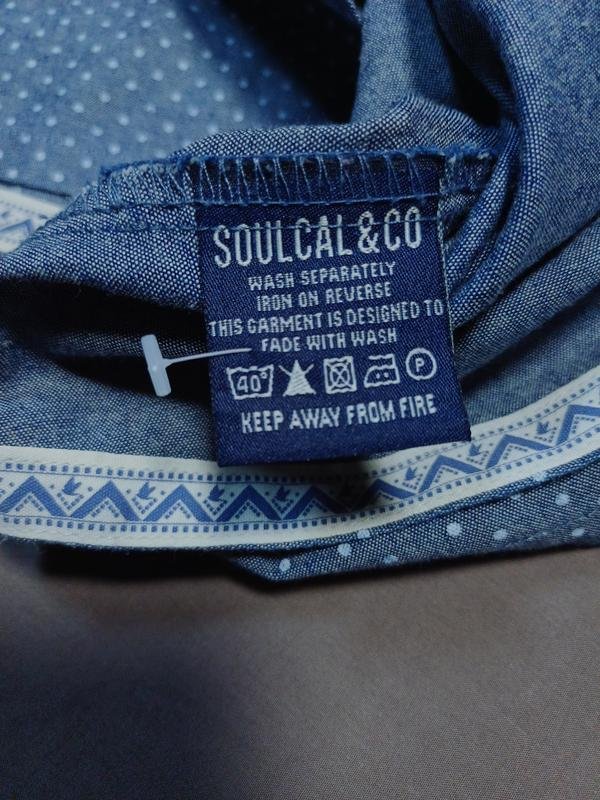 SOULCAL & CO
WASH SEPARATELY
IRON ON REVERSE
THIS GARMENT IS DESIGNED TO
FADE WITH WASH
40° P
KEEP AWAY FROM FIRE